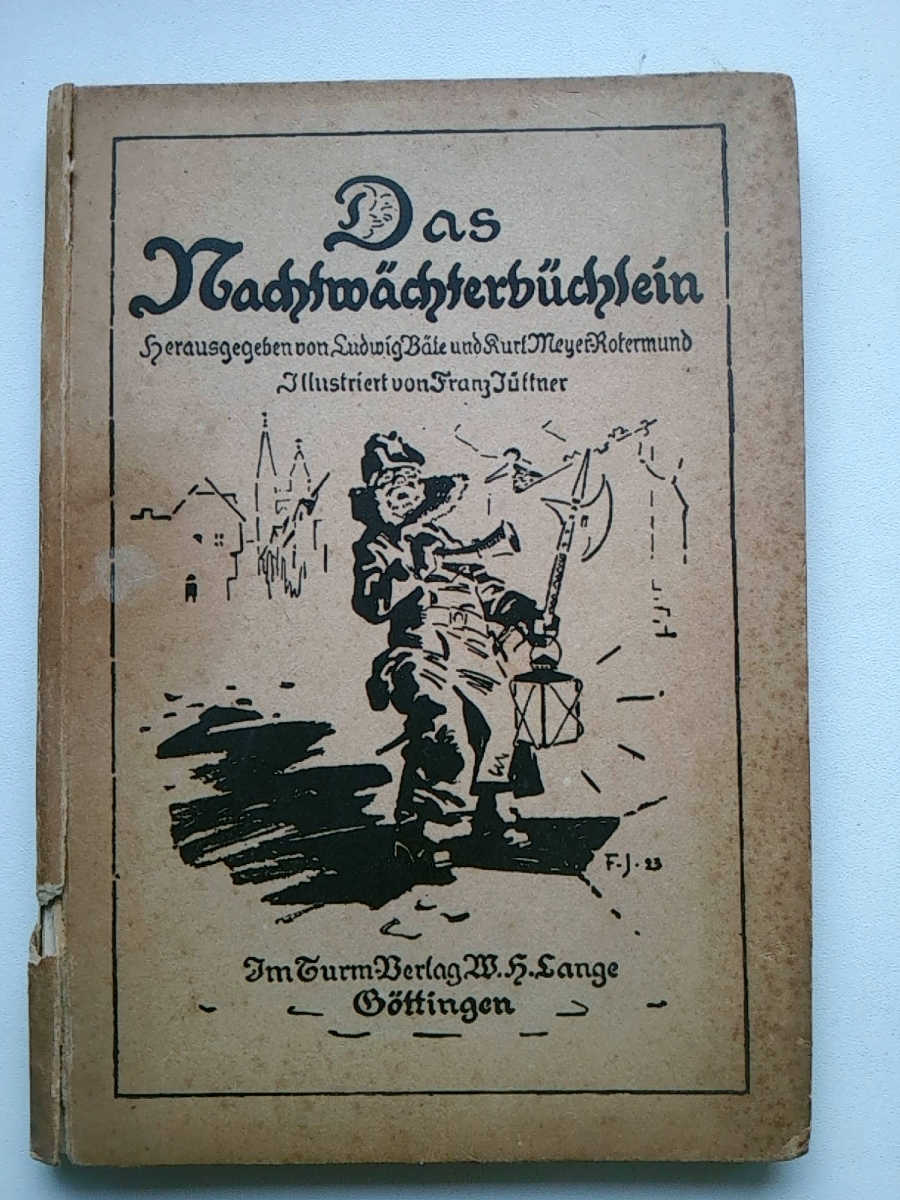 Das
Nachtwächterbüchlein
Herausgegeben von Ludwig Bäte und Kurt Meyer-Rotermund
Illustriert von Franz Jüttner
F. J. 23
Im Turm-Verlag W. H. Lange
Göttingen